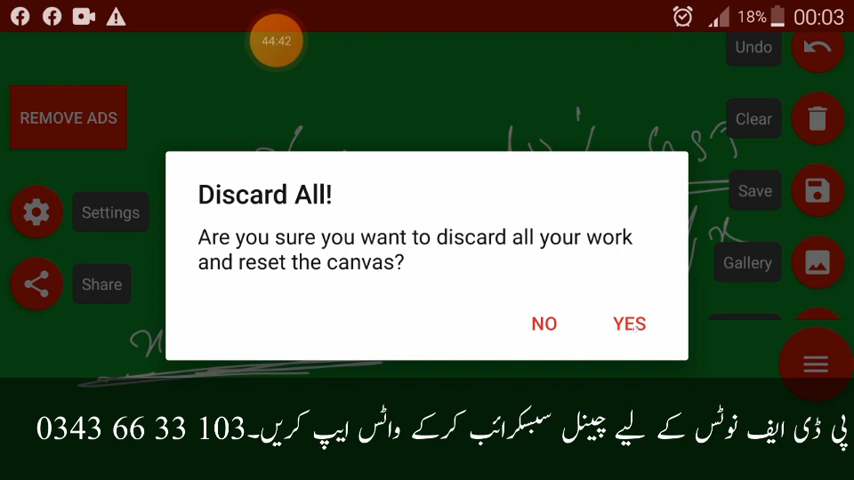 18% 00:03
44:42
Undo
REMOVE ADS
Clear
Discard All!
Save
Settings
Are you sure you want to discard all your work
and reset the canvas?
Gallery
Share
NO YES
پی ڈی ایف نوٹس کے لیے چینل سبسکرائب کرکے واٹس ایپ کریں۔103 33 66 0343